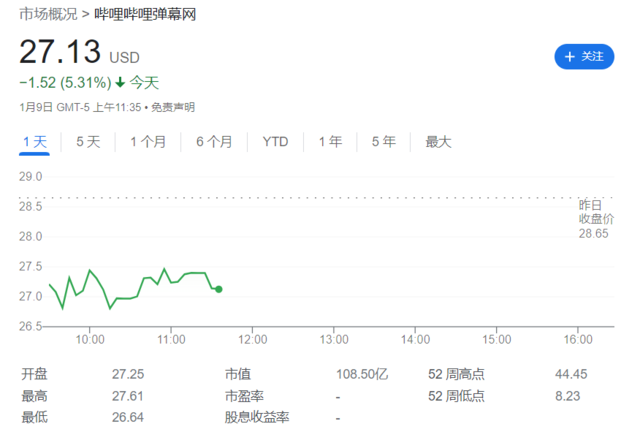 市场概况 > 哔哩哔哩弹幕网
27.13 USD
+ 关注
−1.52 (5.31%) ↓ 今天
1月9日 GMT-5 上午11:35 • 免责声明
1 天 5 天 1 个月 6 个月 YTD 1 年 5 年 最大
29.0
28.5
昨日
收盘价
28.65
28.0
27.5
27.0
26.5
10:00 11:00 12:00 13:00 14:00 15:00 16:00
开盘 27.25 市值 108.50亿 52 周高点 44.45
最高 27.61 市盈率 - 52 周低点 8.23
最低 26.64 股息收益率 -